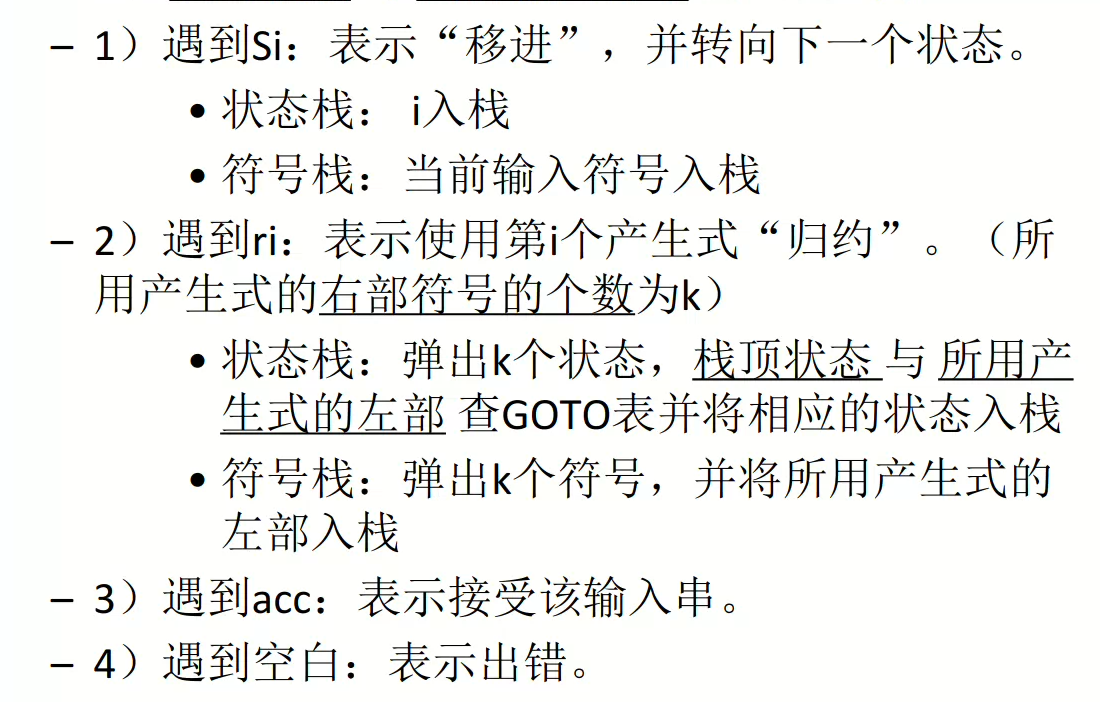 – 1）遇到Si：表示“移进”，并转向下一个状态。
• 状态栈： i入栈
• 符号栈：当前输入符号入栈
– 2）遇到ri：表示使用第i个产生式“归约”。（所
用产生式的右部符号的个数为k）
• 状态栈：弹出k个状态，栈顶状态 与 所用产
生式的左部 查GOTO表并将相应的状态入栈
• 符号栈：弹出k个符号，并将所用产生式的
左部入栈
– 3）遇到acc：表示接受该输入串。
– 4）遇到空白：表示出错。